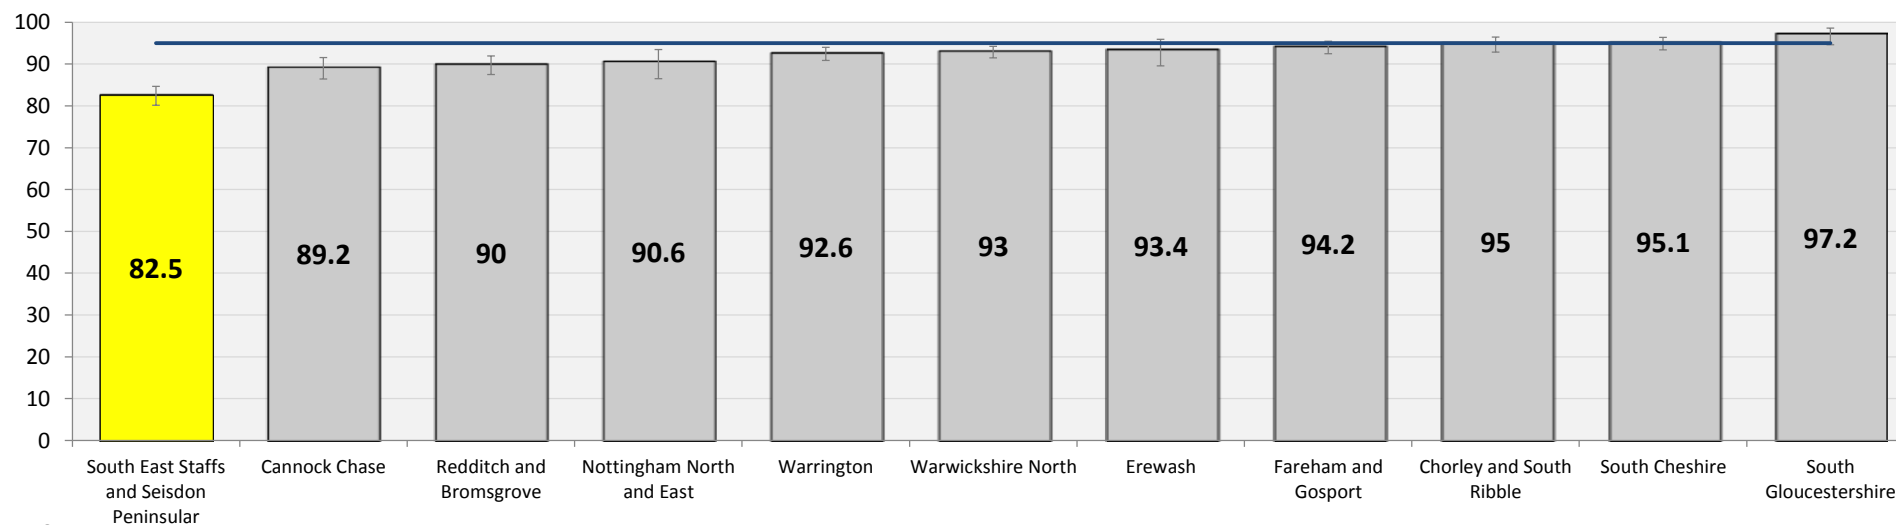 100
90
80
70
60
50
40
30
20
10
0
82.5
89.2
90
90.6
92.6
93
93.4
94.2
95
95.1
97.2
South East Staffs
and Seisdon
Peninsular
Cannock Chase
Redditch and
Bromsgrove
Nottingham North
and East
Warrington
Warwickshire North
Erewash
Fareham and
Gosport
Chorley and South
Ribble
South Cheshire
South
Gloucestershire